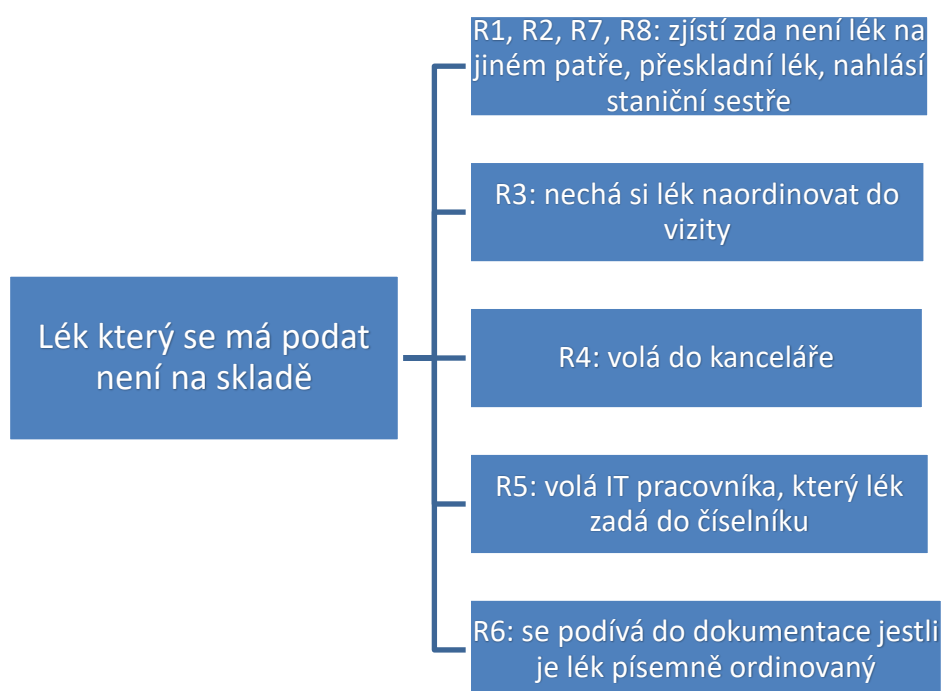 R1, R2, R7, R8: zjístí zda není lék na
jiném patře, přeskladní lék, nahlásí
staniční sestře
R3: nechá si lék naordinovat do
vizity
Lék který se má podat
není na skladě
R4: volá do kanceláře
R5: volá IT pracovníka, který lék
zadá do číselníku
R6: se podívá do dokumentace jestli
je lék písemně ordinovaný